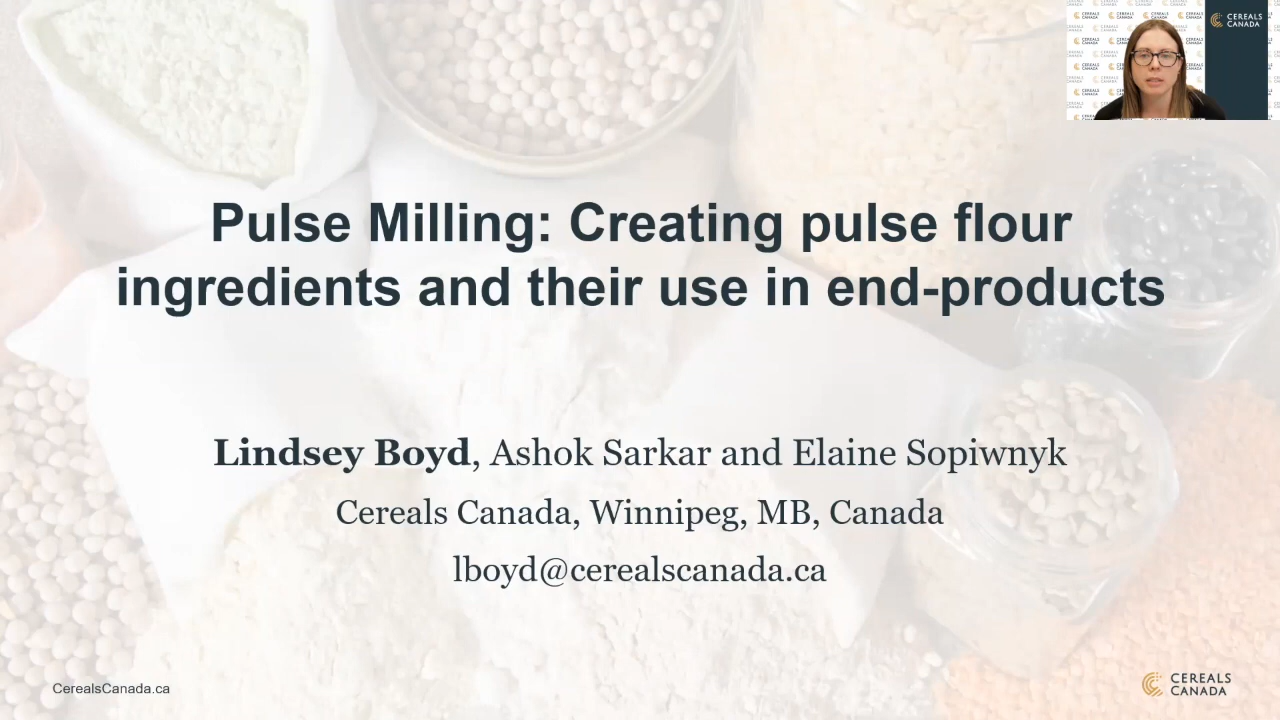 CEREALS
CANADA
Pulse Milling: Creating pulse flour
ingredients and their use in end-products
Lindsey Boyd, Ashok Sarkar and Elaine Sopiwnyk
Cereals Canada, Winnipeg, MB, Canada
lboyd@cerealscanada.ca
CerealsCanada.ca
CEREALS
CANADA